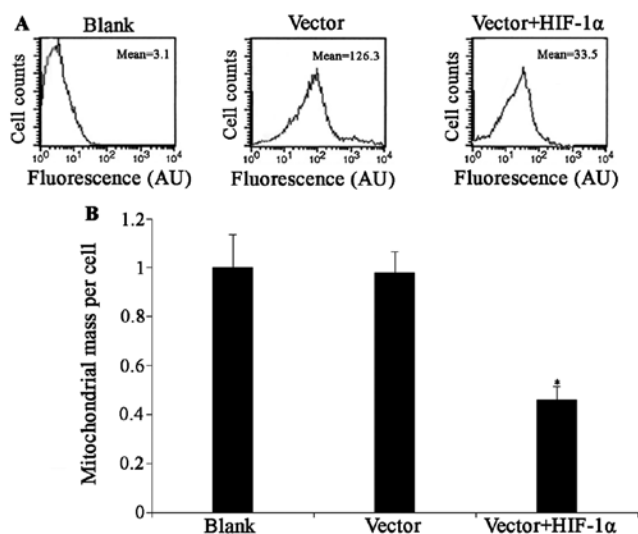 A
Blank
Vector
Vector+HIF-1α
Mean=3.1
Mean=126.3
Mean=33.5
Cell counts
Cell counts
Cell counts
10⁰ 10¹ 10² 10³ 10⁴
10⁰ 10¹ 10² 10³ 10⁴
10⁰ 10¹ 10² 10³ 10⁴
Fluorescence (AU)
Fluorescence (AU)
Fluorescence (AU)
B
Mitochondrial mass per cell
1.2
1
0.8
0.6
0.4
0.2
0
*
Blank
Vector
Vector+HIF-1α